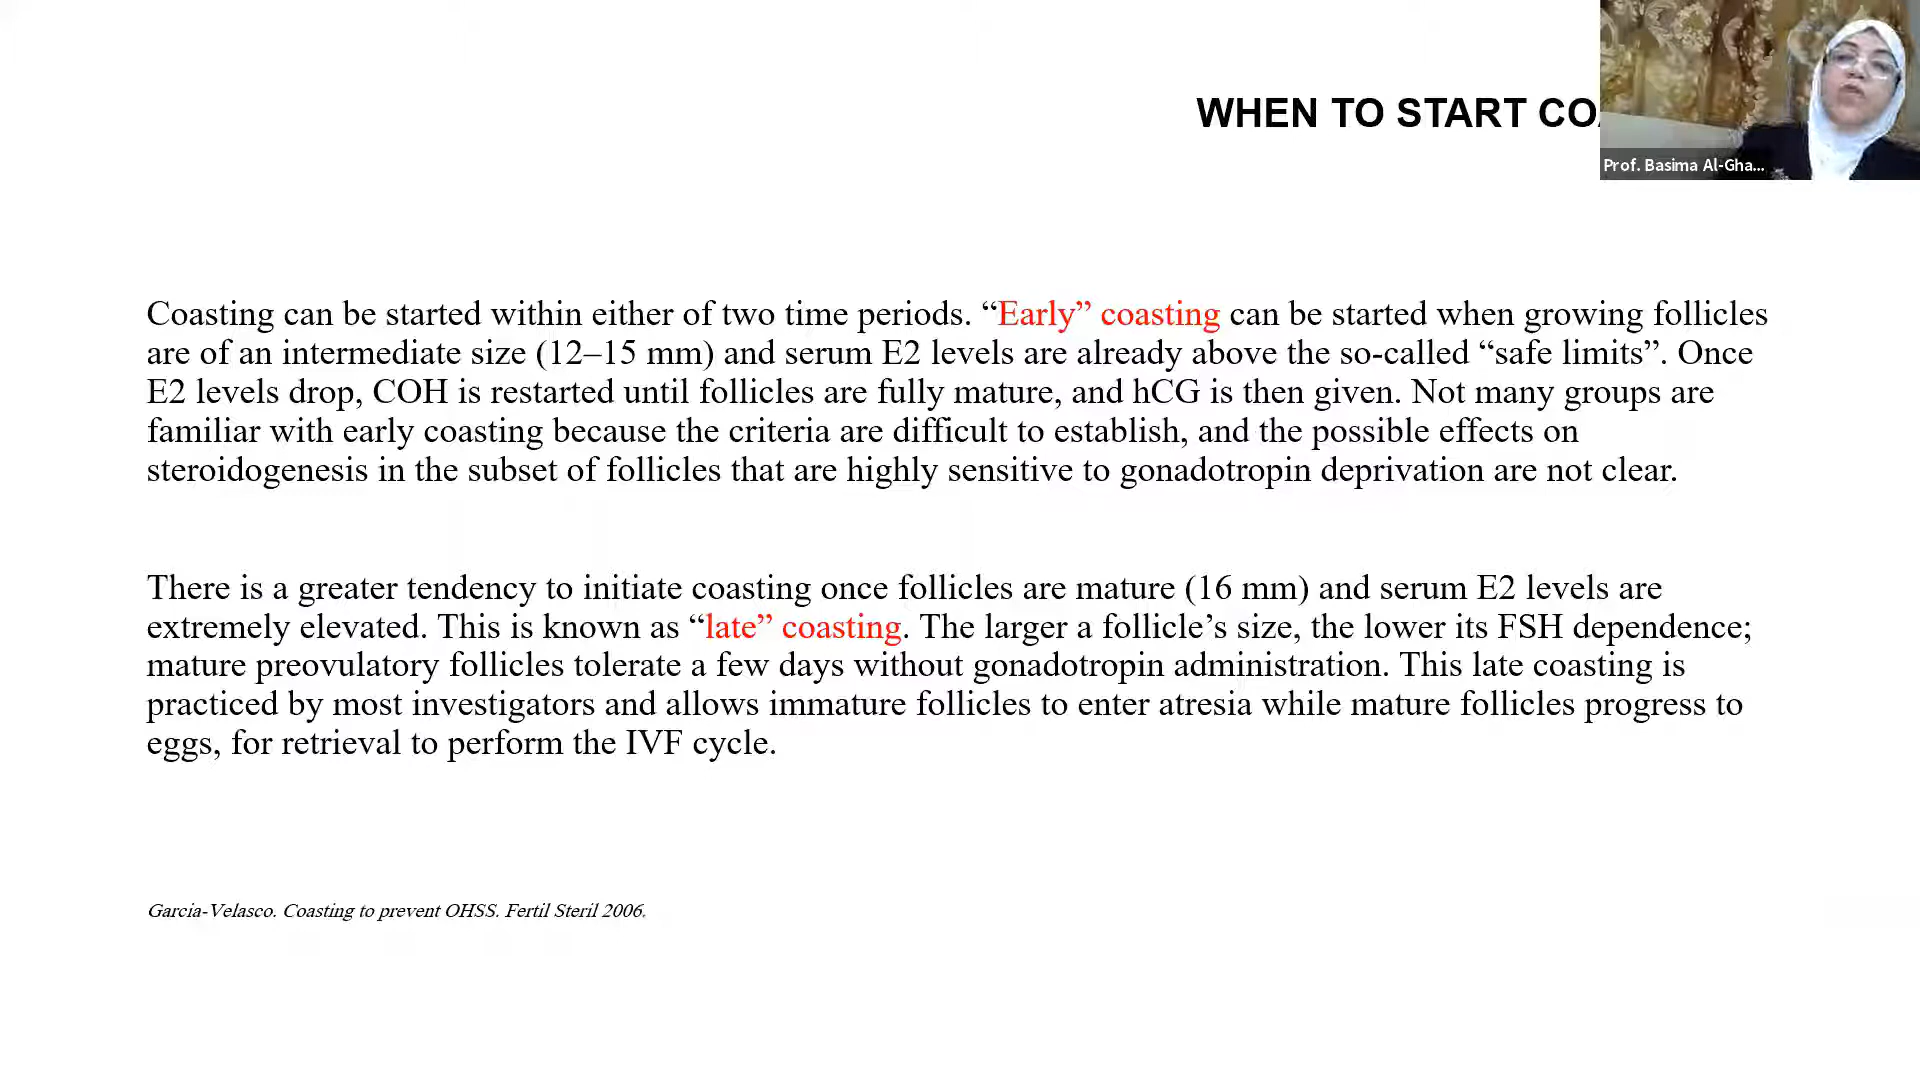 WHEN TO START
Prof. Basima Al-Gha...
Coasting can be started within either of two time periods. “Early” coasting can be started when growing follicles
are of an intermediate size (12–15 mm) and serum E2 levels are already above the so-called “safe limits”. Once
E2 levels drop, COH is restarted until follicles are fully mature, and hCG is then given. Not many groups are
familiar with early coasting because the criteria are difficult to establish, and the possible effects on
steroidogenesis in the subset of follicles that are highly sensitive to gonadotropin deprivation are not clear.
There is a greater tendency to initiate coasting once follicles are mature (16 mm) and serum E2 levels are
extremely elevated. This is known as “late” coasting. The larger a follicle’s size, the lower its FSH dependence;
mature preovulatory follicles tolerate a few days without gonadotropin administration. This late coasting is
practiced by most investigators and allows immature follicles to enter atresia while mature follicles progress to
eggs, for retrieval to perform the IVF cycle.
Garcia-Velasco. Coasting to prevent OHSS. Fertil Steril 2006.